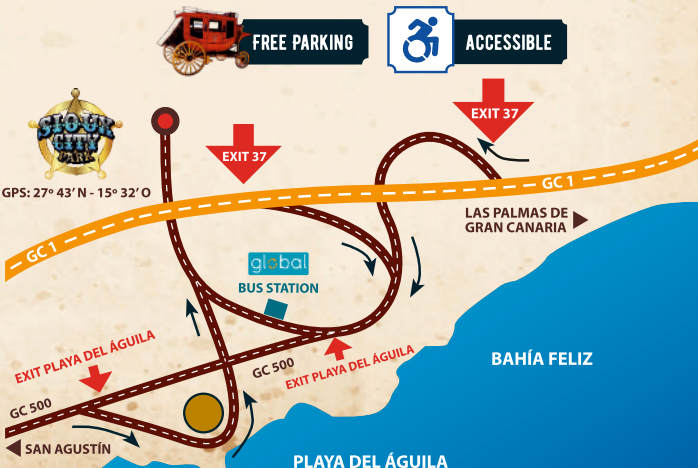 FREE PARKING
ACCESSIBLE
EXIT 37
EXIT 37
SIOUX
CITY
PARK
GPS: 27º 43´ N - 15º 32´ O
GC 1
GC 1
LAS PALMAS DE
GRAN CANARIA
global
BUS STATION
EXIT PLAYA DEL ÁGUILA
EXIT PLAYA DEL ÁGUILA
GC 500
GC 500
BAHÍA FELIZ
SAN AGUSTÍN
PLAYA DEL ÁGUILA